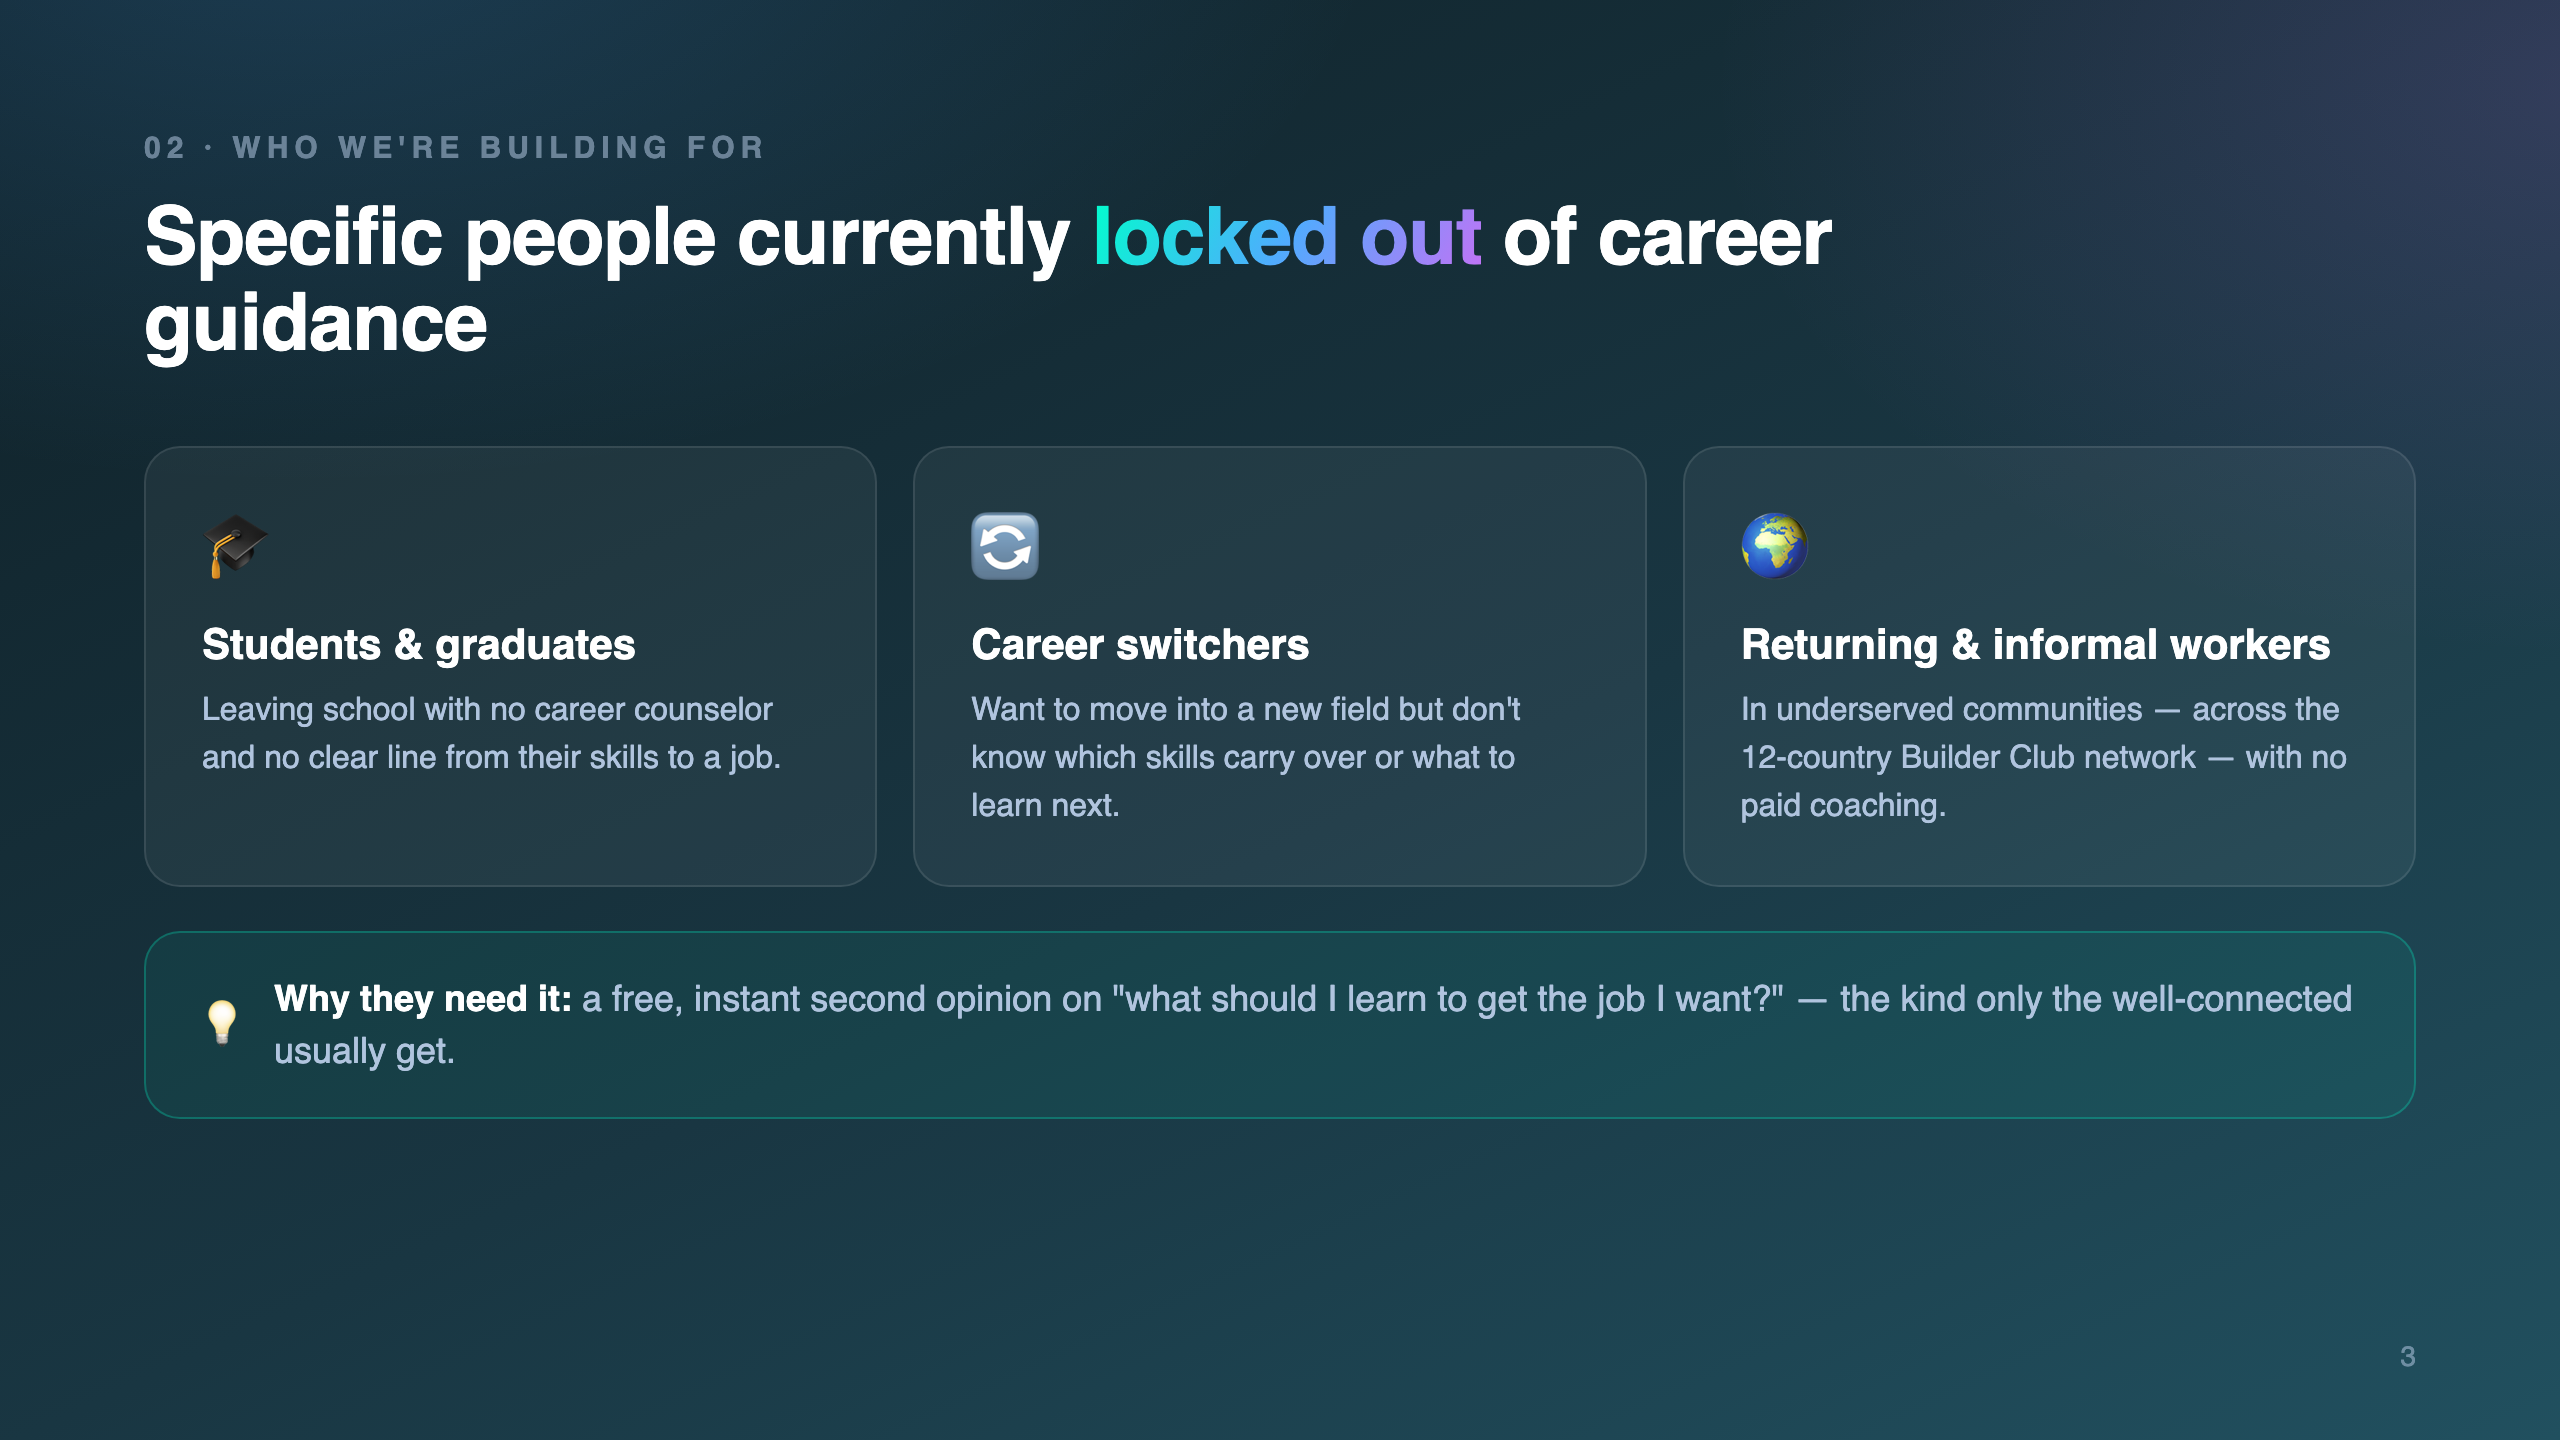 02 · WHO WE'RE BUILDING FOR
Specific people currently locked out of career
guidance
Students & graduates
Leaving school with no career counselor
and no clear line from their skills to a job.
Career switchers
Want to move into a new field but don't
know which skills carry over or what to
learn next.
Returning & informal workers
In underserved communities — across the
12-country Builder Club network — with no
paid coaching.
Why they need it: a free, instant second opinion on "what should I learn to get the job I want?" — the kind only the well-connected
usually get.
3